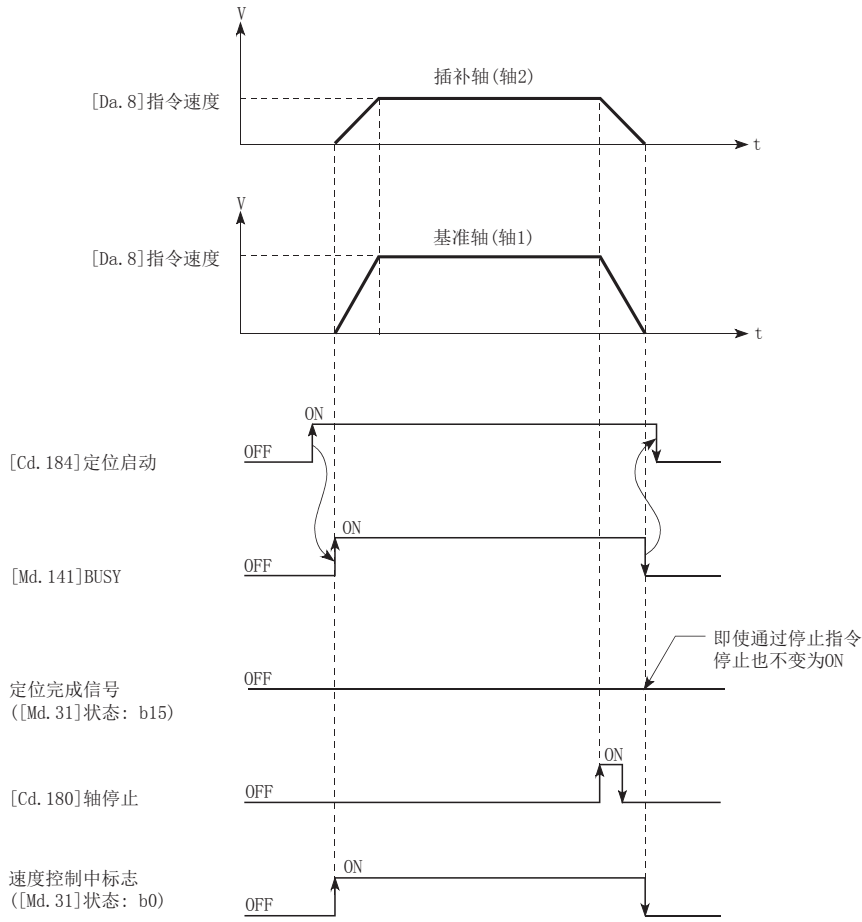 V
插补轴(轴2)
[Da.8]指令速度
t
V
基准轴(轴1)
[Da.8]指令速度
t
ON
[Cd.184]定位启动
OFF
ON
[Md.141]BUSY
OFF
即使通过停止指令
停止也不变为ON
定位完成信号
([Md.31]状态: b15)
OFF
ON
[Cd.180]轴停止
OFF
ON
速度控制中标志
([Md.31]状态: b0)
OFF